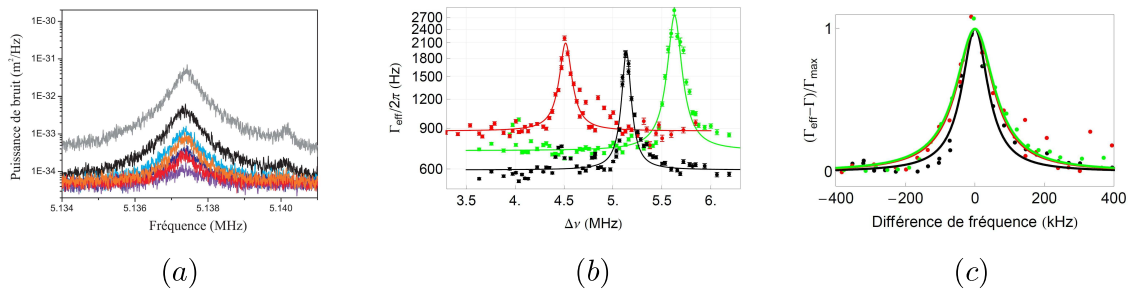 Puissance de bruit (m²/Hz)
1E-30
1E-31
1E-32
1E-33
1E-34
5.134
5.136
5.138
5.140
Fréquence (MHz)
(a)
Γeff/2π (Hz)
2700
2400
2100
1800
1500
1200
900
600
3.5
4.
4.5
5.
5.5
6.
Δν (MHz)
(b)
(Γeff−Γ)/Γmax
1
0
−400
−200
0
200
400
Différence de fréquence (kHz)
(c)